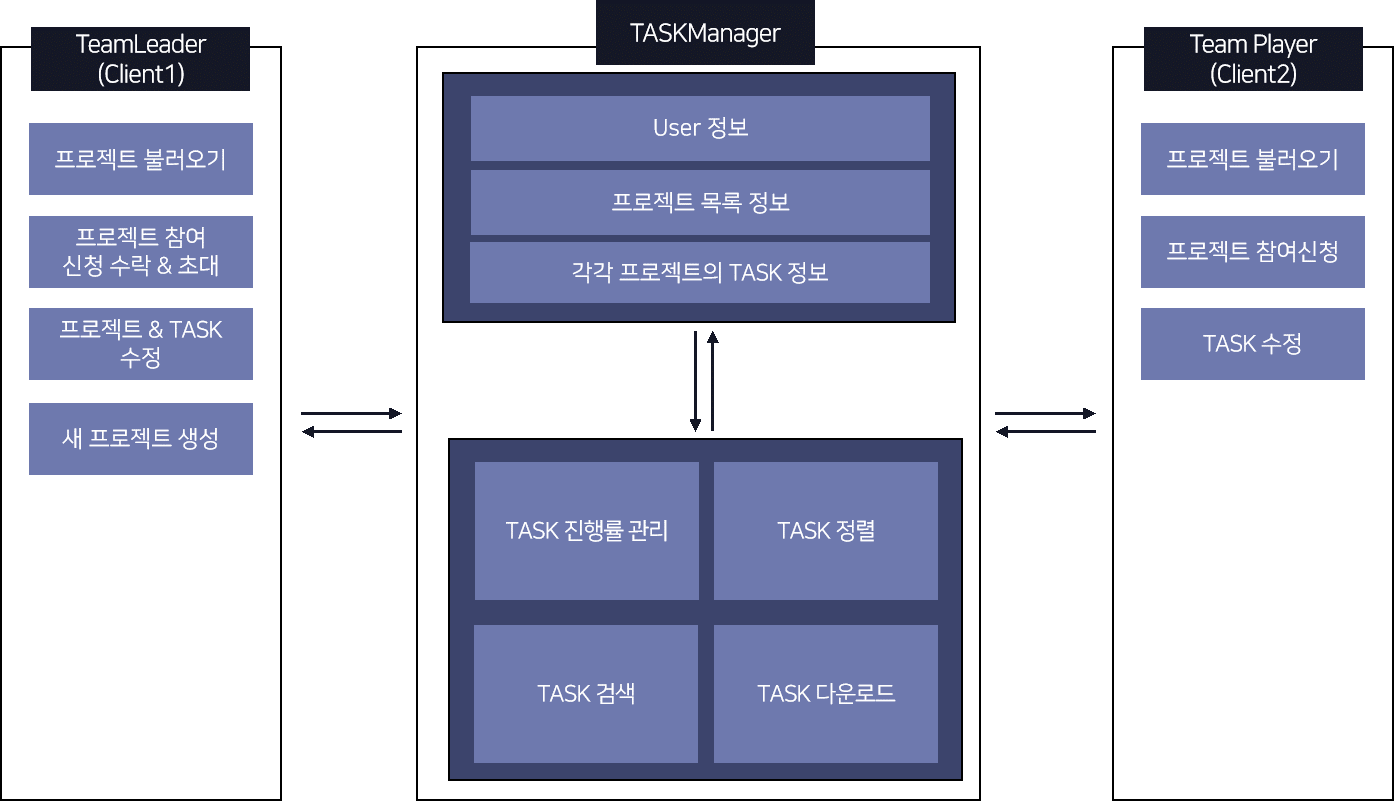 TeamLeader
(Client1)
프로젝트 불러오기
프로젝트 참여
신청 수락 & 초대
프로젝트 & TASK
수정
새 프로젝트 생성
TASKManager
User 정보
프로젝트 목록 정보
각각 프로젝트의 TASK 정보
TASK 진행률 관리
TASK 정렬
TASK 검색
TASK 다운로드
Team Player
(Client2)
프로젝트 불러오기
프로젝트 참여신청
TASK 수정